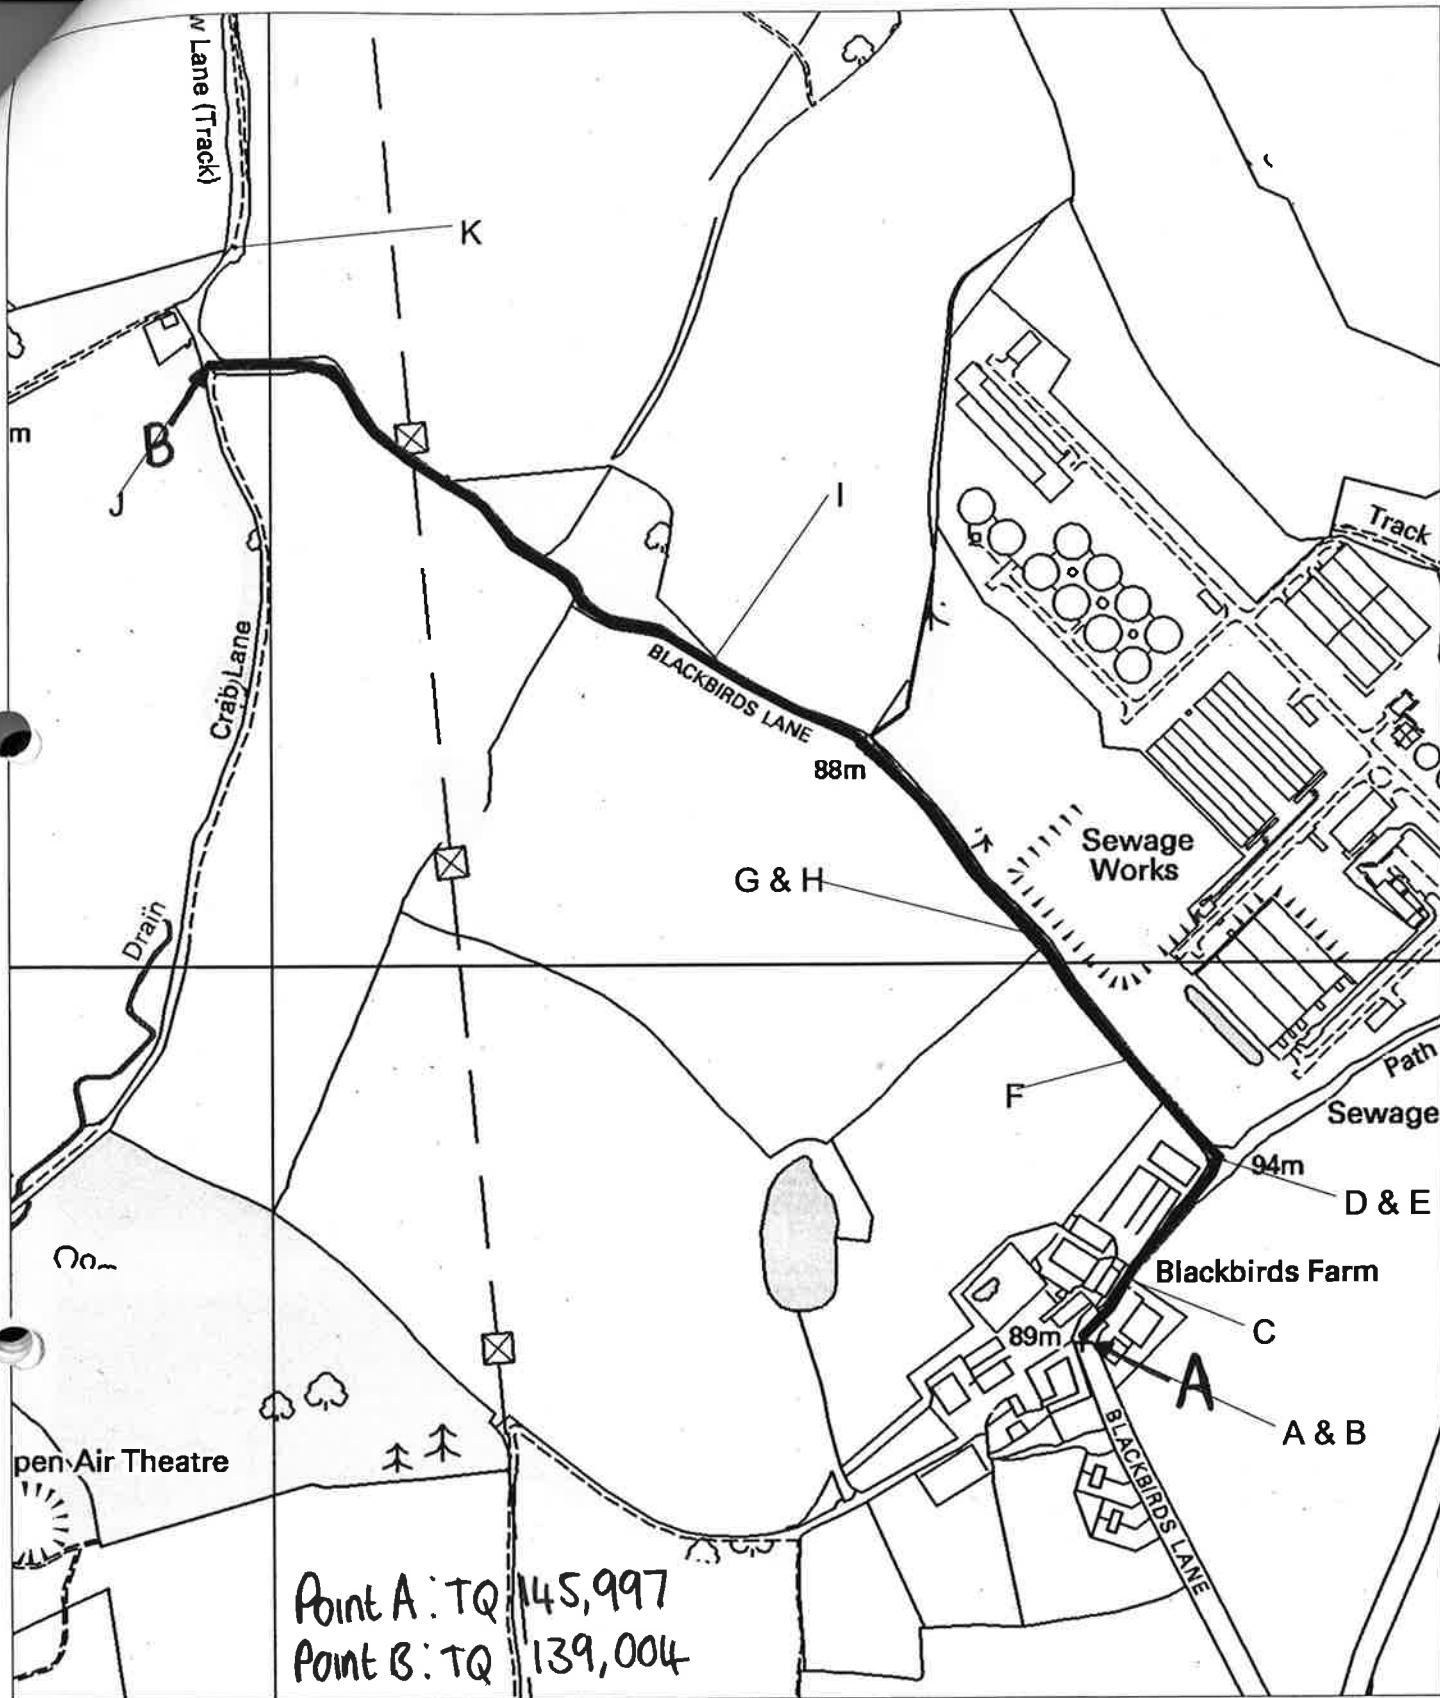 w Lane (Track)
K
B
m
J
I
Track
Crab Lane
BLACKBIRDS LANE
88m
Sewage
Works
G & H
Drain
Path
F
Sewage
94m
D & E
Blackbirds Farm
C
89m
A
A & B
BLACKBIRDS LANE
pen Air Theatre
Point A : TQ 145,997
Point B : TQ 139,004